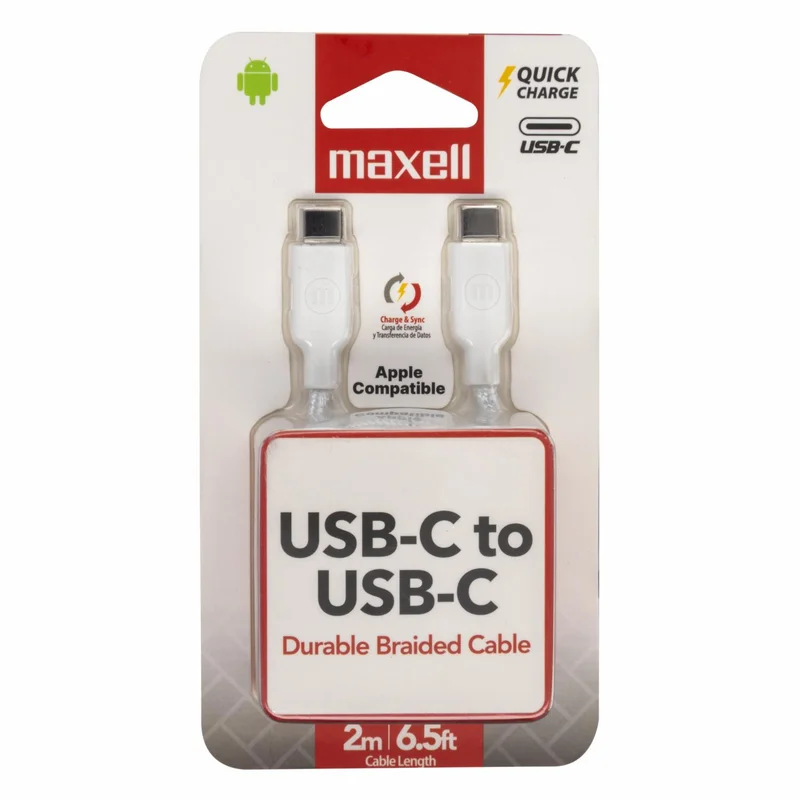 QUICK
CHARGE
USB-C
maxell
m
m
Charge & Sync
Carga de Energía
y Transferencia de Datos
Apple
Compatible
USB-C to
USB-C
Durable Braided Cable
2m | 6.5ft
Cable Length